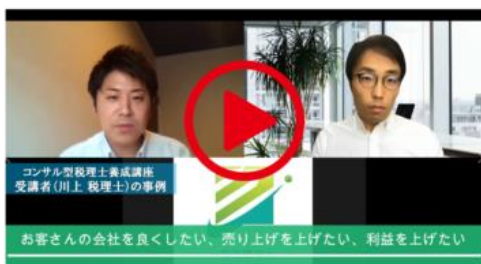 コンサル型税理士養成講座
受講者(川上 税理士)の事例
お客さんの会社を良くしたい、売り上げを上げたい、利益を上げたい